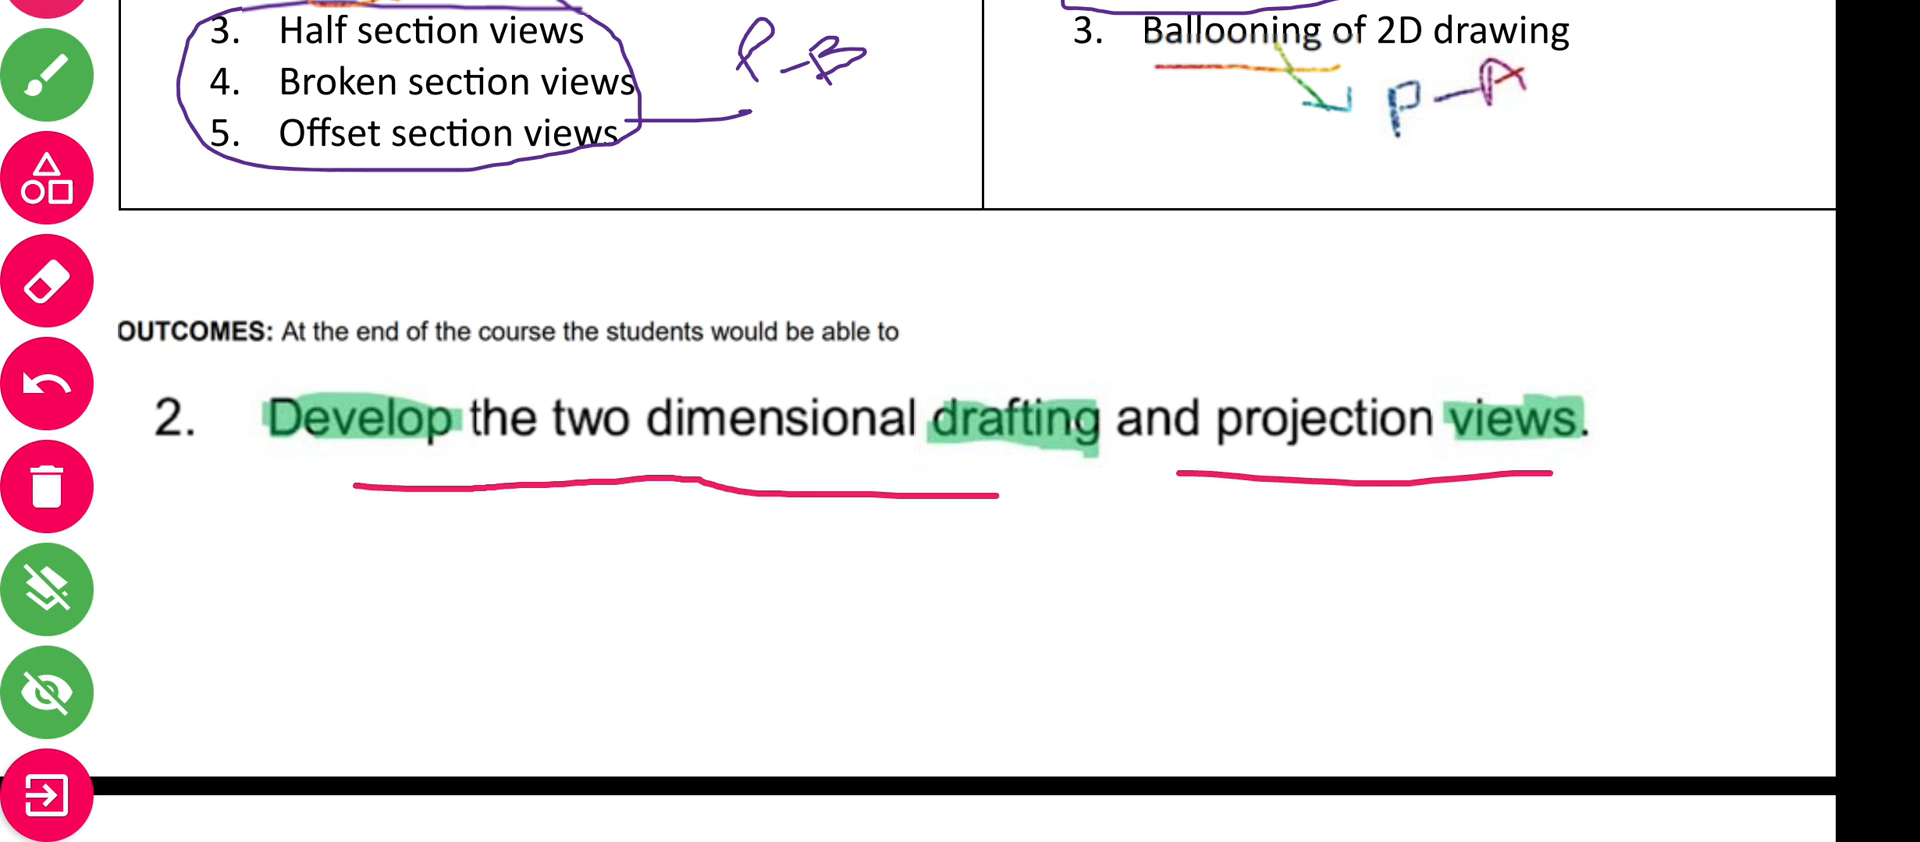 3. Half section views
4. Broken section views
5. Offset section views
P-B
3. Ballooning of 2D drawing
P-A
OUTCOMES: At the end of the course the students would be able to
2. Develop the two dimensional drafting and projection views.